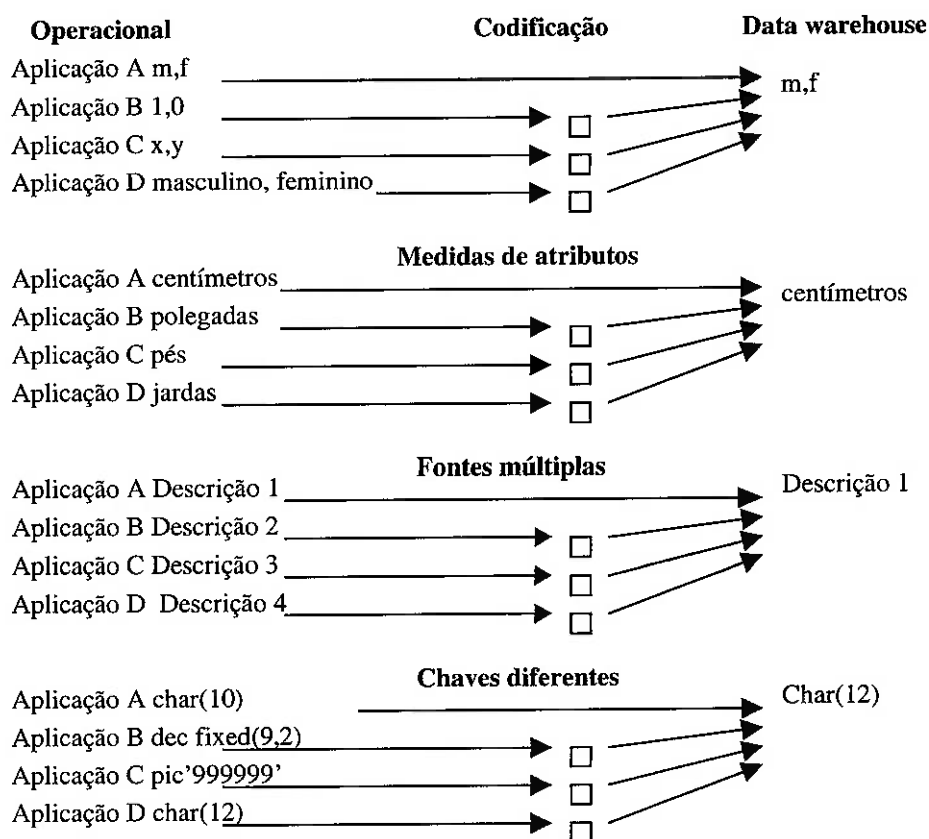 Operacional Codificação Data warehouse
Aplicação A m,f
m,f
Aplicação B 1,0
Aplicação C x,y
Aplicação D masculino, feminino
Medidas de atributos
Aplicação A centímetros
centímetros
Aplicação B polegadas
Aplicação C pés
Aplicação D jardas
Fontes múltiplas
Aplicação A Descrição 1
Descrição 1
Aplicação B Descrição 2
Aplicação C Descrição 3
Aplicação D Descrição 4
Chaves diferentes
Aplicação A char(10)
Char(12)
Aplicação B dec fixed(9,2)
Aplicação C pic’999999’
Aplicação D char(12)